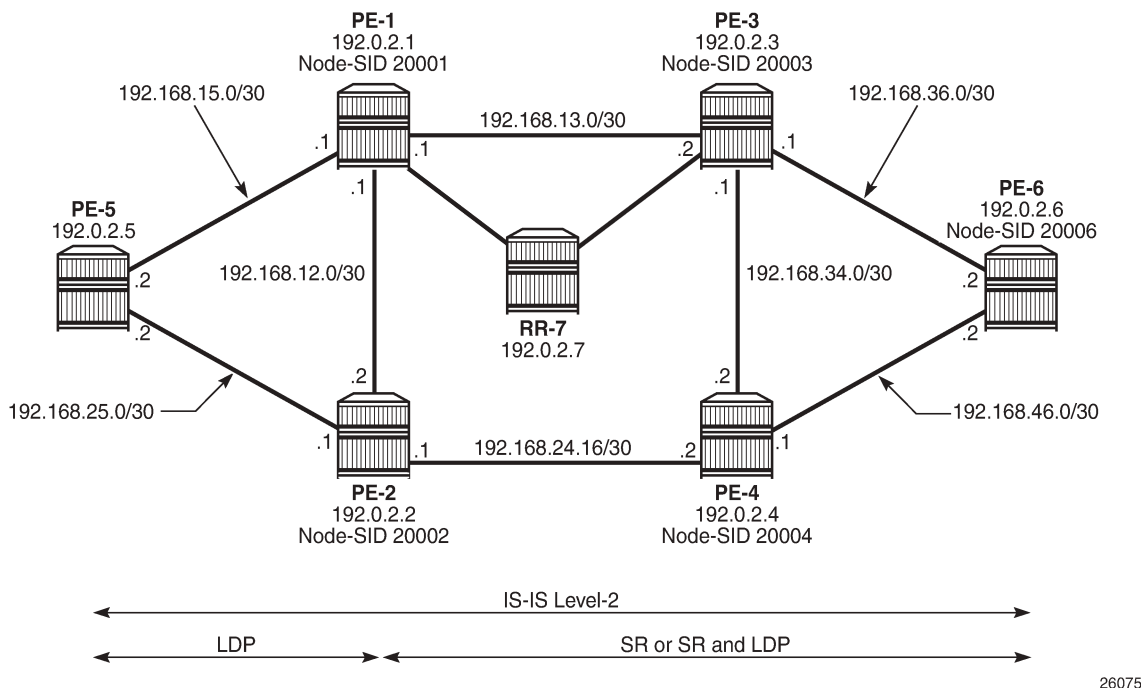 PE-1
192.0.2.1
Node-SID 20001
PE-3
192.0.2.3
Node-SID 20003
192.168.15.0/30
192.168.36.0/30
192.168.13.0/30
.1
.1
.1
.2
.1
.1
PE-5
192.0.2.5
.2
.2
192.168.12.0/30
RR-7
192.0.2.7
192.168.34.0/30
PE-6
192.0.2.6
Node-SID 20006
.2
.2
192.168.25.0/30
192.168.46.0/30
.2
.1
.1
192.168.24.16/30
.2
.2
.1
PE-2
192.0.2.2
Node-SID 20002
PE-4
192.0.2.4
Node-SID 20004
IS-IS Level-2
LDP
SR or SR and LDP
26075